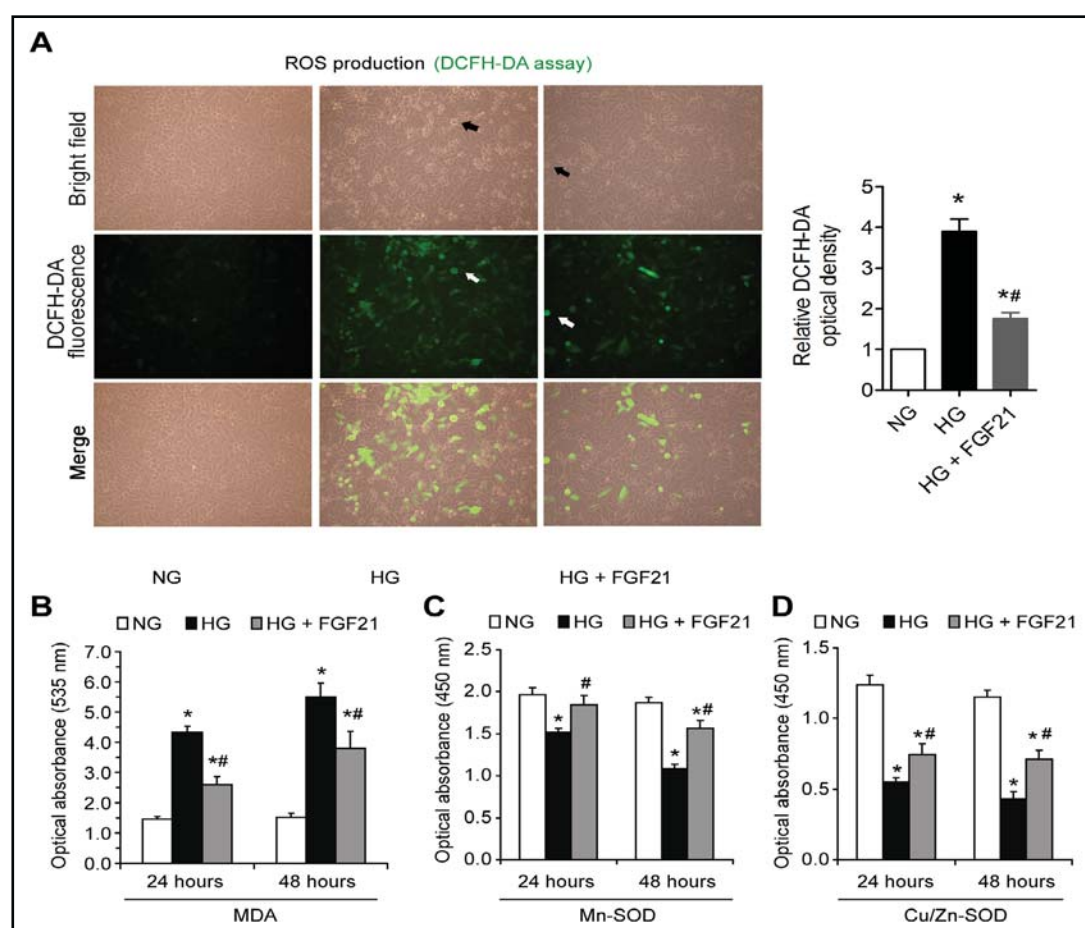 A
ROS production (DCFH-DA assay)
Bright field
DCFH-DA
fluorescence
Merge
NG
HG
HG + FGF21
Relative DCFH-DA
optical density
5
4
3
2
1
0
*
*#
NG
HG
HG + FGF21
B
NG HG HG + FGF21
Optical absorbance (535 nm)
7.0
6.0
5.0
4.0
3.0
2.0
1.0
0.0
*
*#
*
*#
24 hours
48 hours
MDA
C
NG HG HG + FGF21
Optical absorbance (450 nm)
2.5
2.0
1.5
1.0
0.5
0.0
*
#
*
*#
24 hours
48 hours
Mn-SOD
D
NG HG HG + FGF21
Optical absorbance (450 nm)
1.5
1.0
0.5
0.0
*
*#
*
*#
24 hours
48 hours
Cu/Zn-SOD